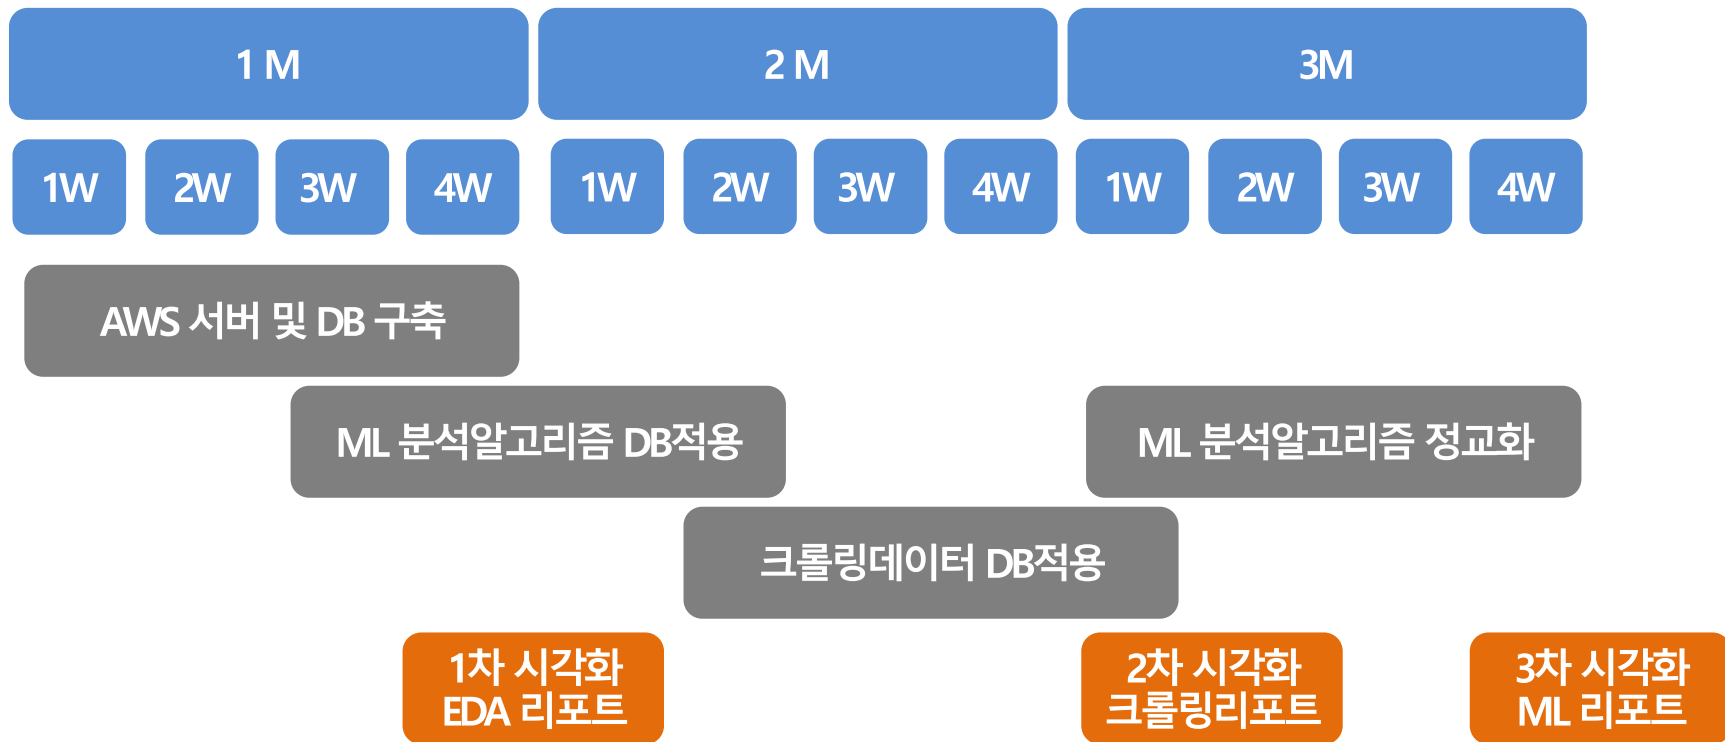 1 M
2 M
3M
1W
2W
3W
4W
1W
2W
3W
4W
1W
2W
3W
4W
AWS 서버 및 DB 구축
ML 분석알고리즘 DB적용
ML 분석알고리즘 정교화
크롤링데이터 DB적용
1차 시각화
EDA 리포트
2차 시각화
크롤링리포트
3차 시각화
ML 리포트